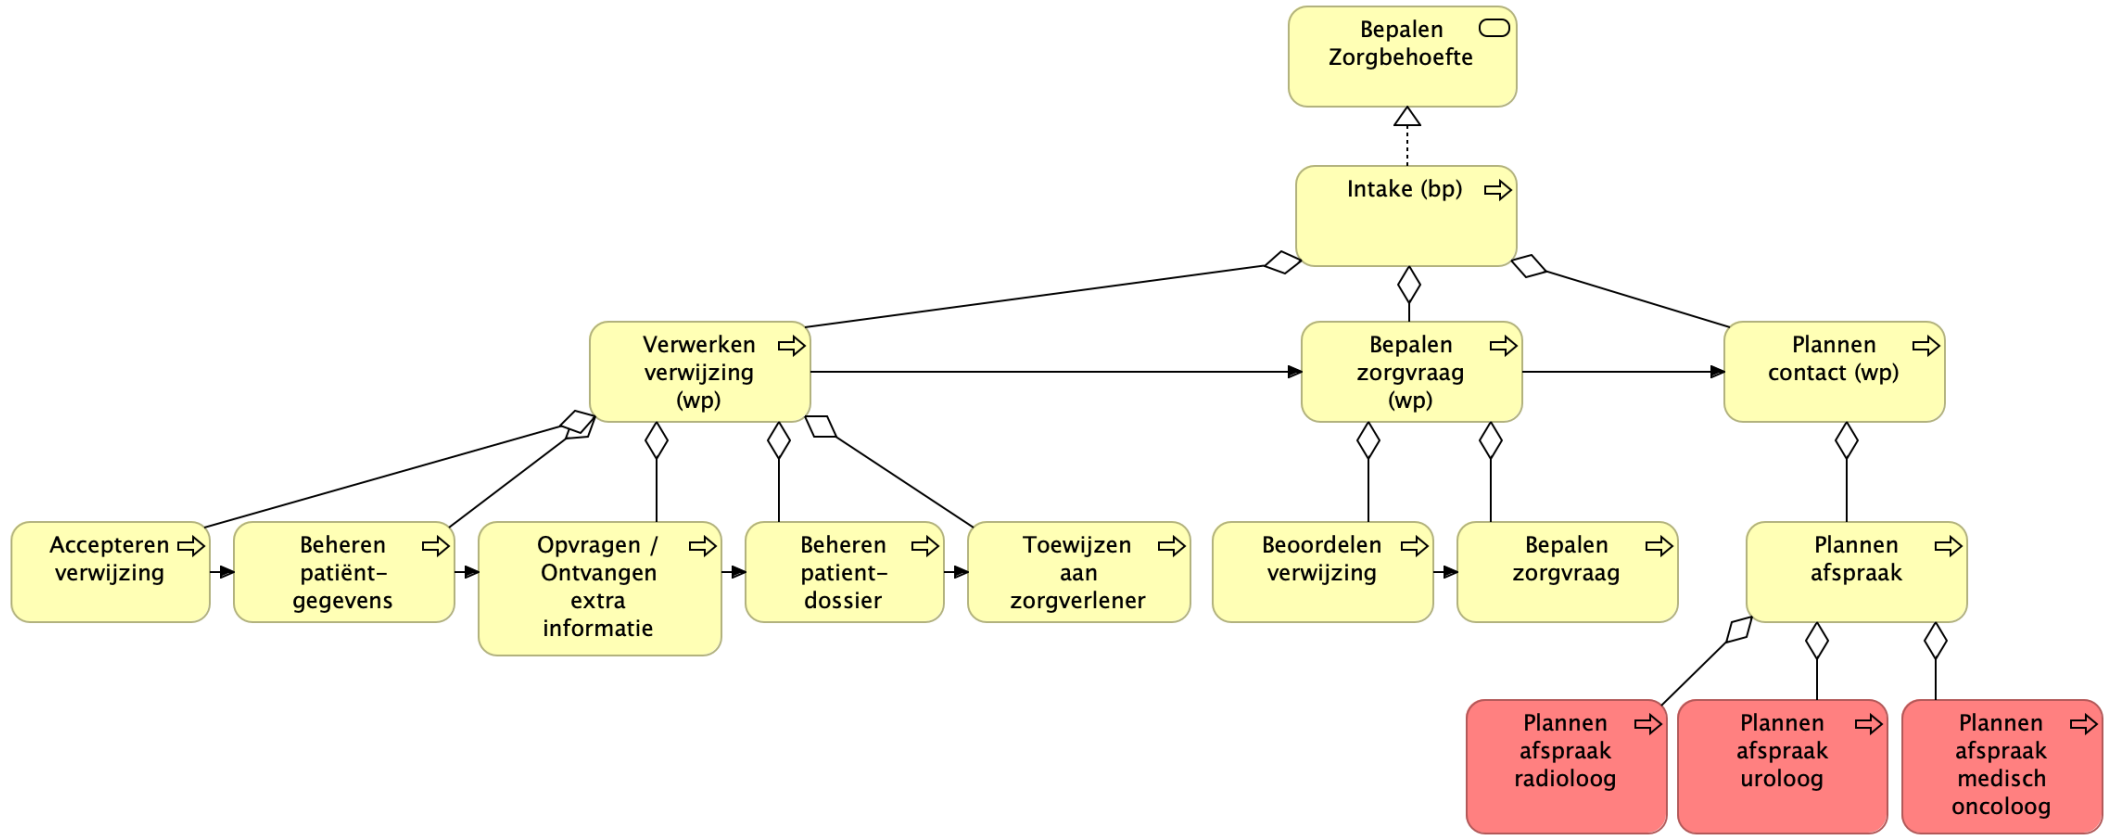 Bepalen
Zorgbehoefte
Intake (bp)
Verwerken
verwijzing
(wp)
Bepalen
zorgvraag
(wp)
Plannen
contact (wp)
Accepteren
verwijzing
Beheren
patiënt-
gegevens
Opvragen /
Ontvangen
extra
informatie
Beheren
patient-
dossier
Toewijzen
aan
zorgverlener
Beoordelen
verwijzing
Bepalen
zorgvraag
Plannen
afspraak
Plannen
afspraak
radioloog
Plannen
afspraak
uroloog
Plannen
afspraak
medisch
oncoloog